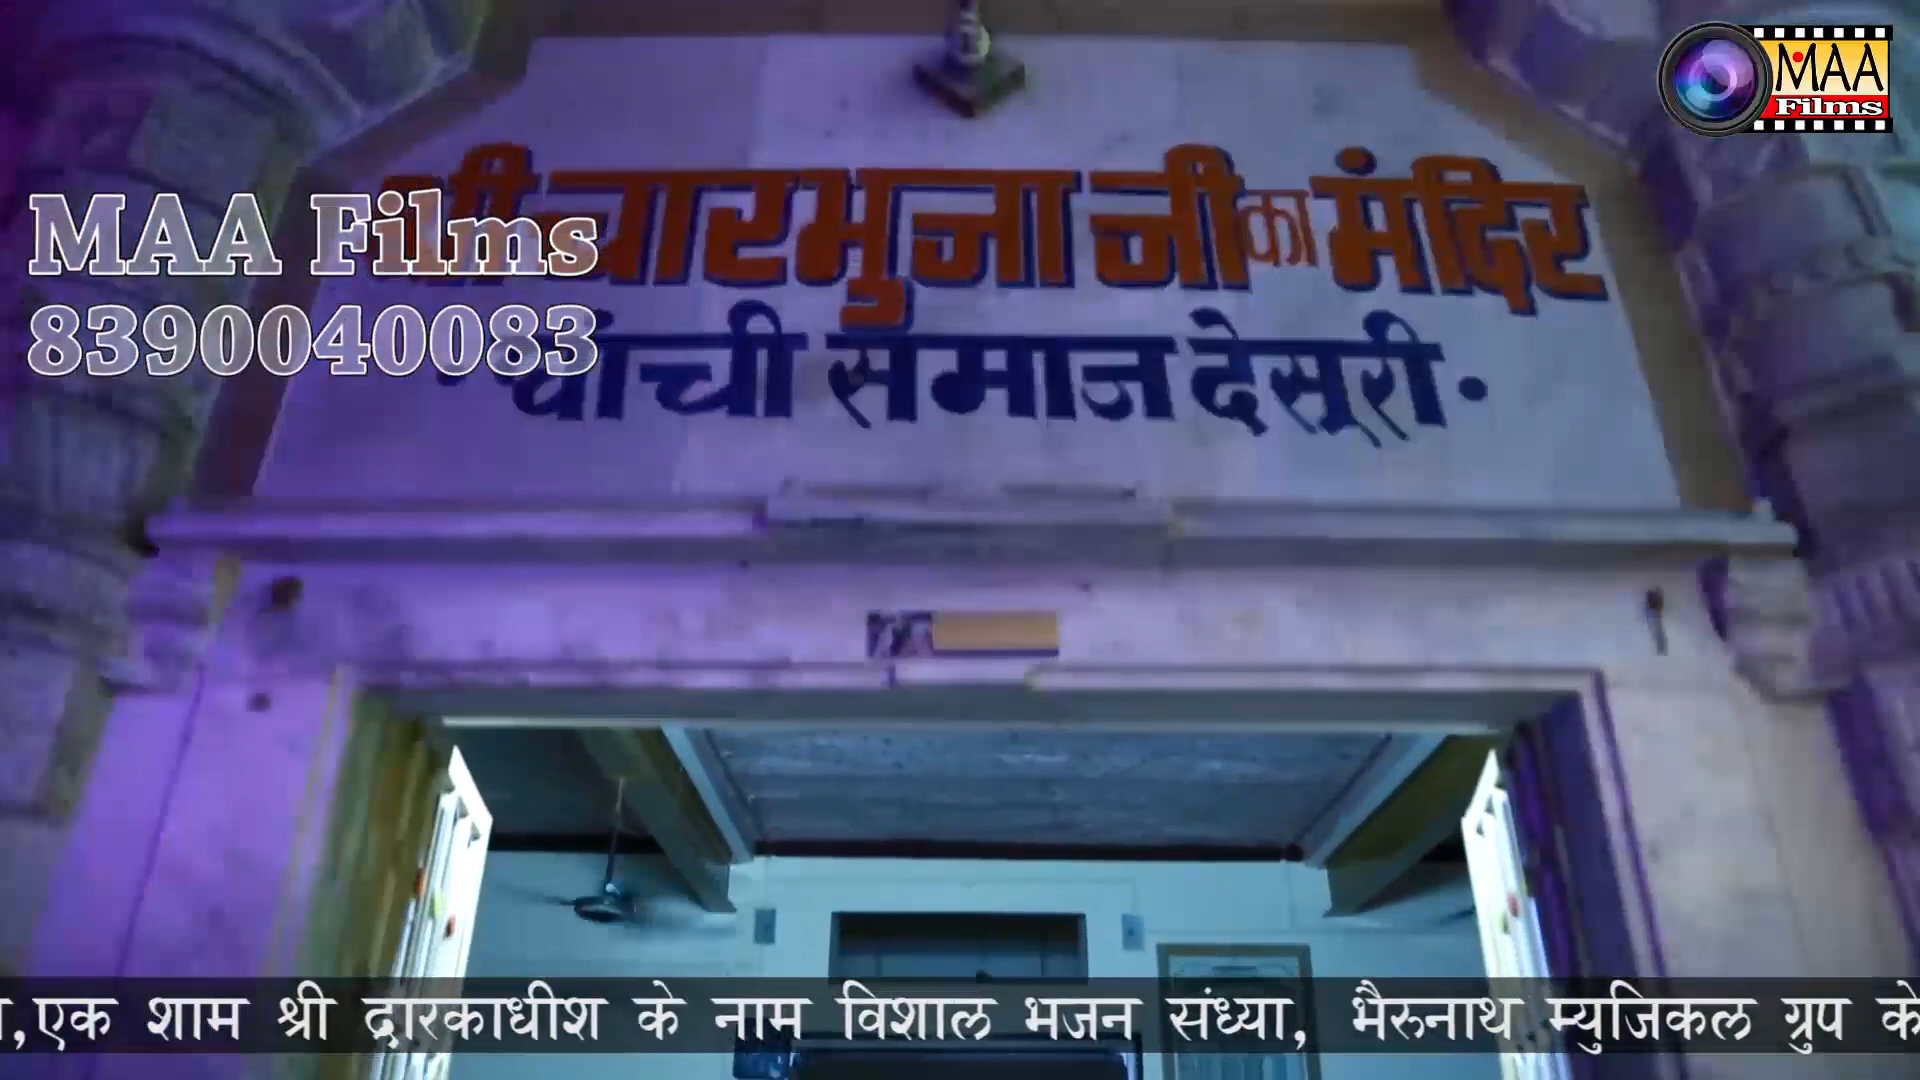 MAA
Films
श्री चारभुजा जी का मंदिर
MAA Films
8390040083
घांची समाज देसूरी.
,एक शाम श्री द्वारकाधीश के नाम विशाल भजन संध्या, भैरुनाथ म्युजिकल ग्रुप के